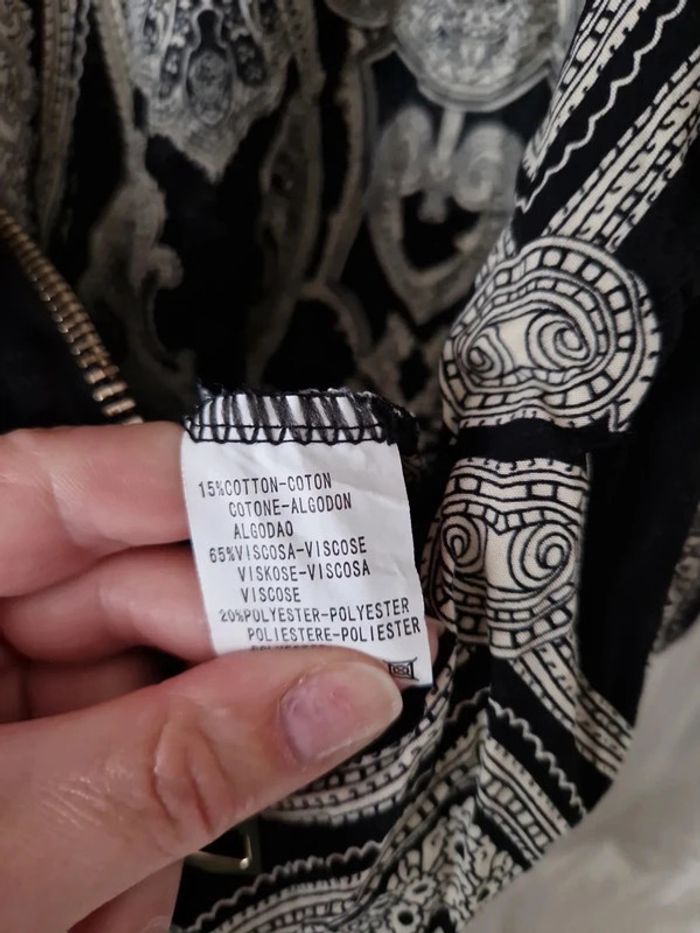 15%COTTON-COTON
COTONE-ALGODON
ALGODAO
65%VISCOSA-VISCOSE
VISKOSE-VISCOSA
VISCOSE
20%POLYESTER-POLYESTER
POLIESTERE-POLIESTER